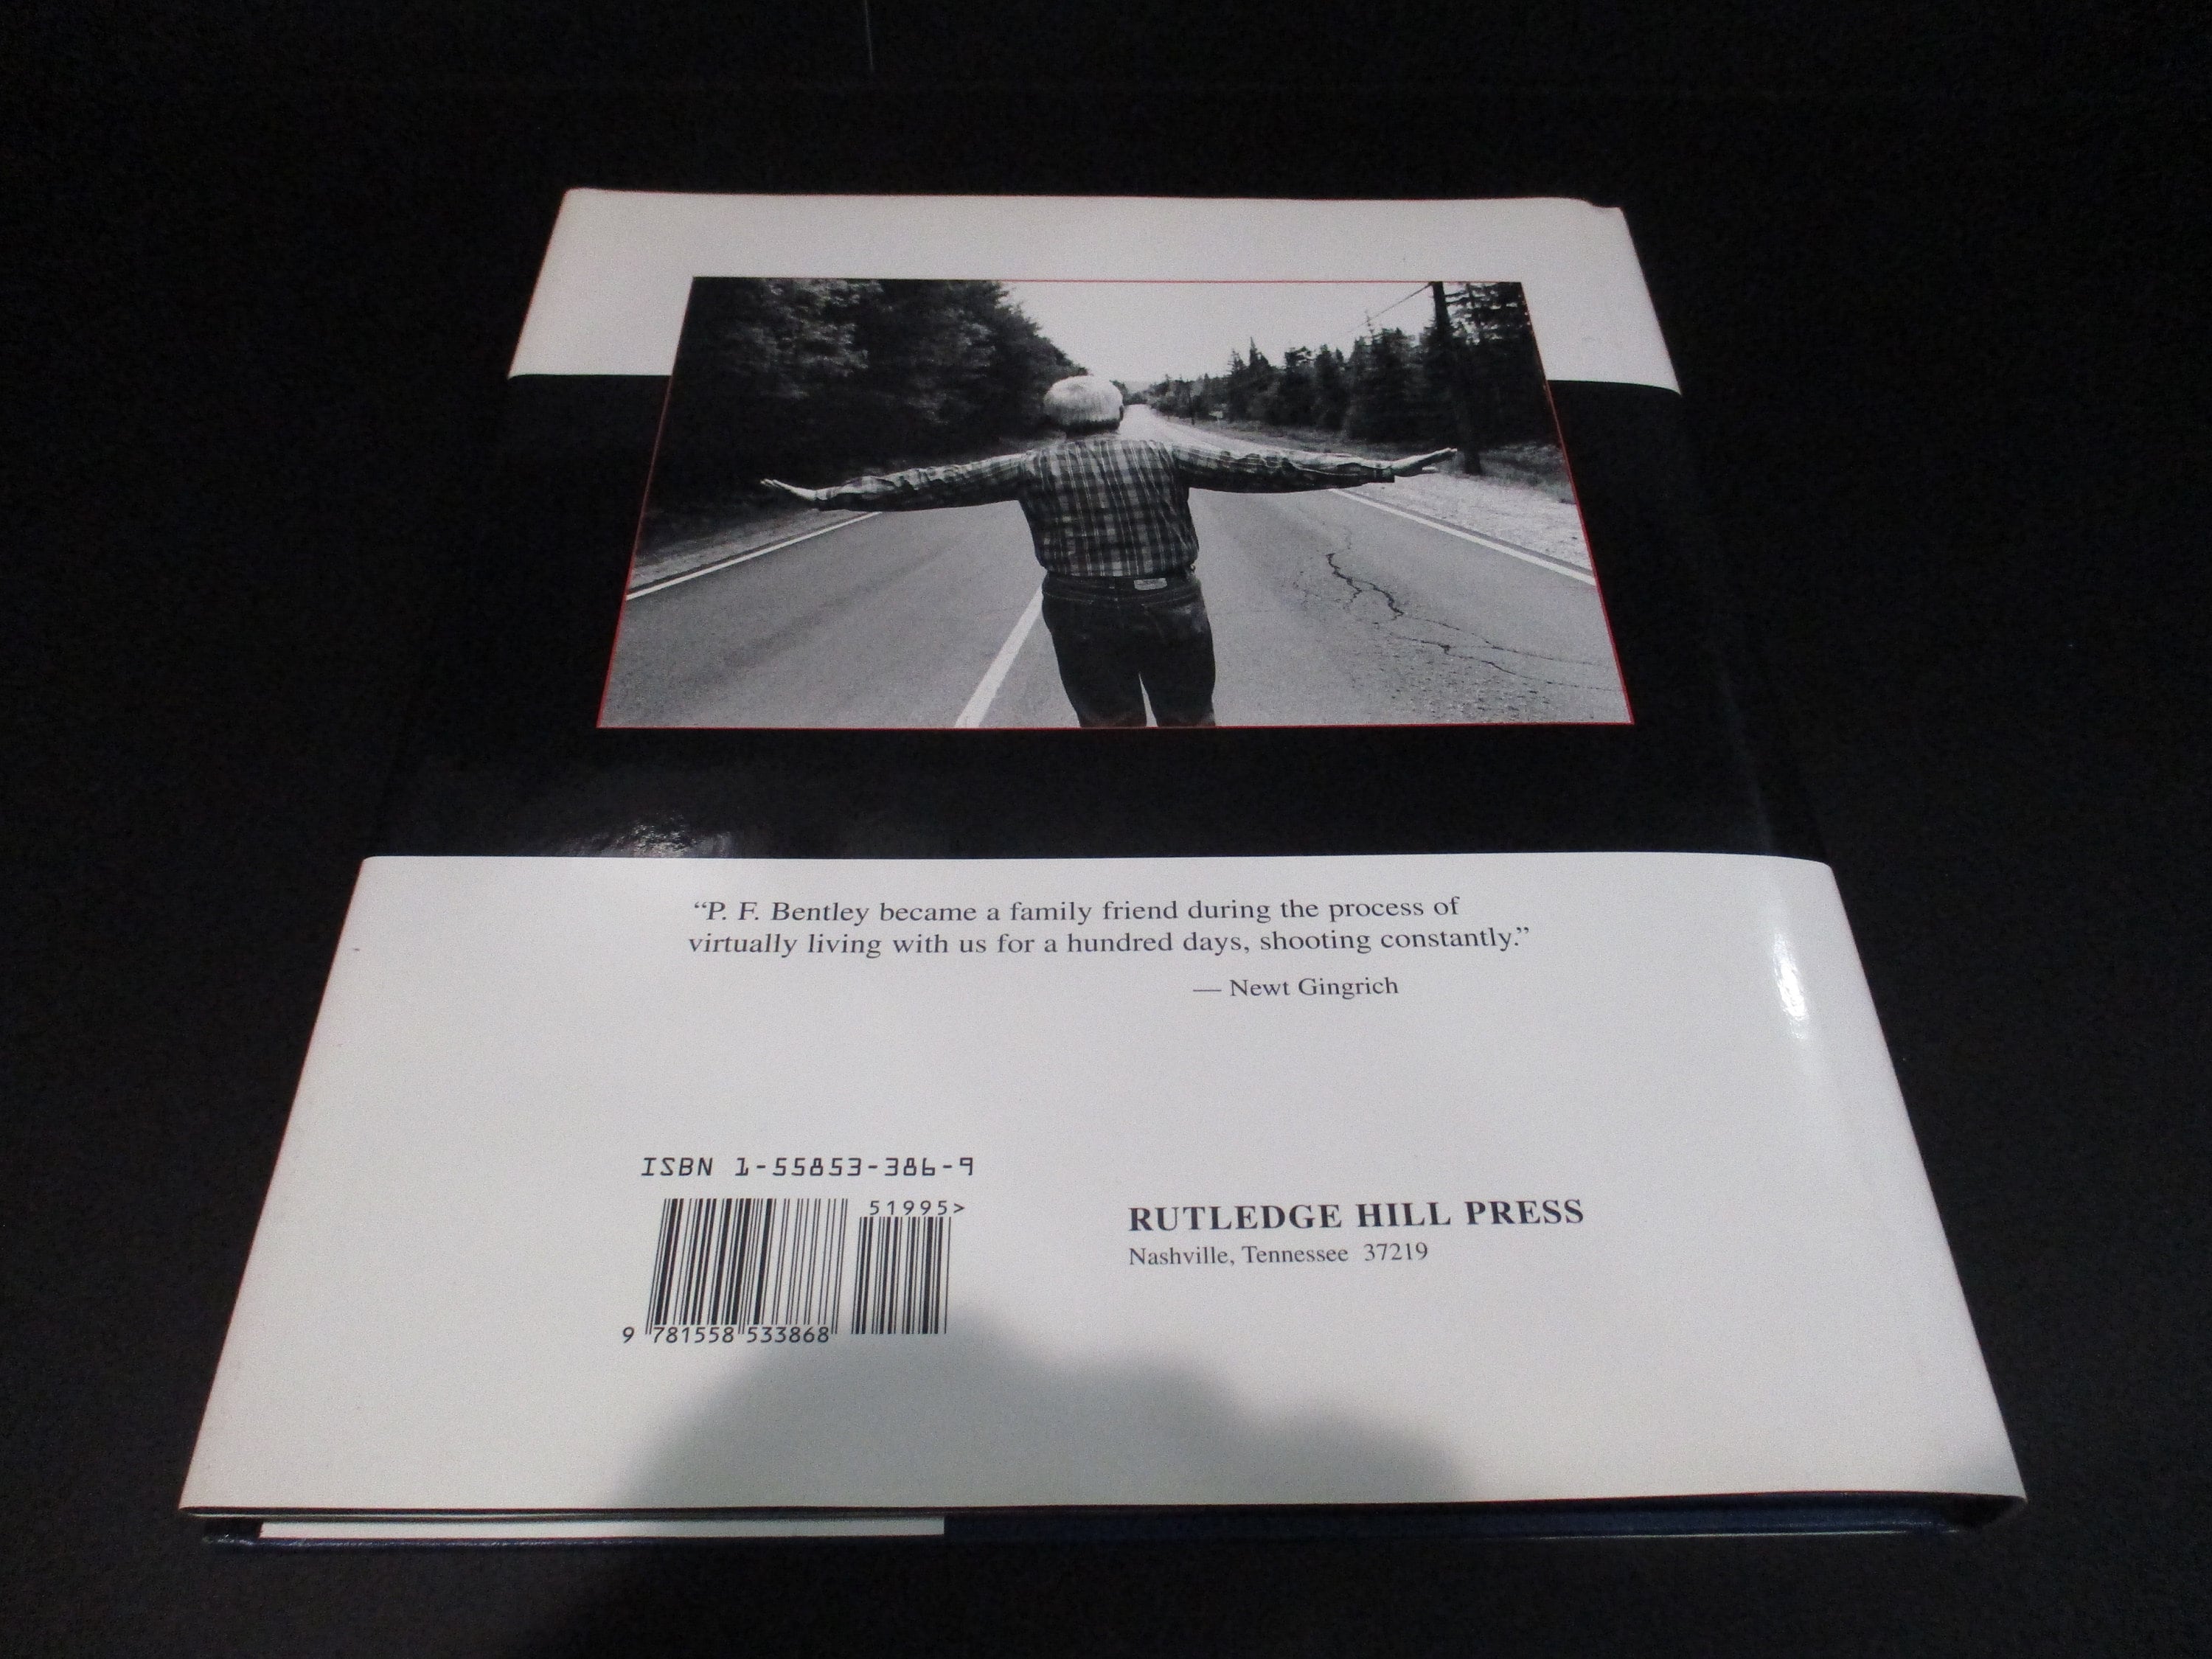 “P. F. Bentley became a family friend during the process of
virtually living with us for a hundred days, shooting constantly.”
— Newt Gingrich
ISBN 1-55853-386-9
51995>
9 781558 533868
RUTLEDGE HILL PRESS
Nashville, Tennessee 37219